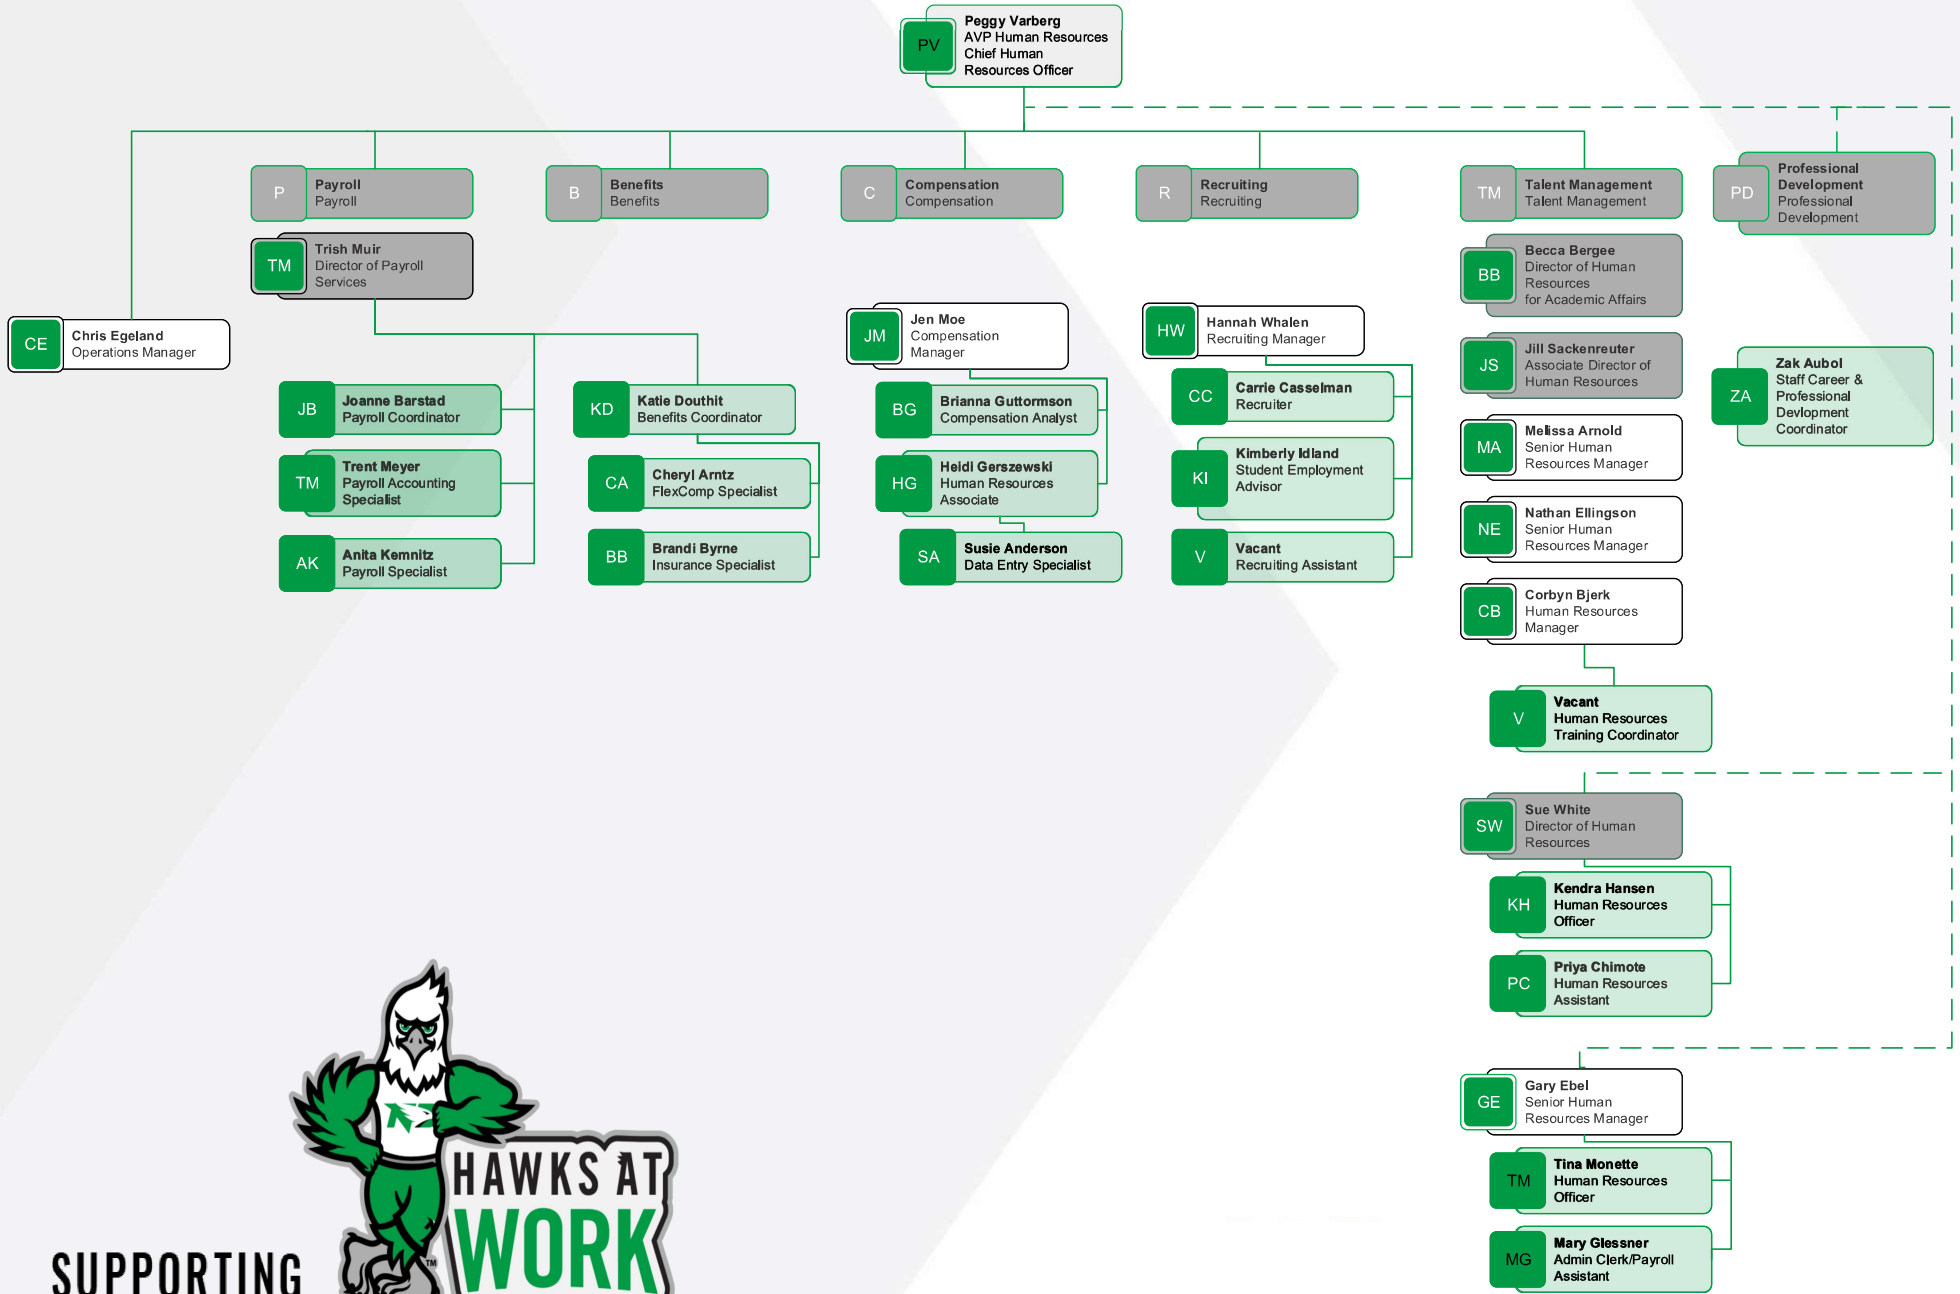 PV
Peggy Varberg
AVP Human Resources
Chief Human
Resources Officer
P
Payroll
Payroll
B
Benefits
Benefits
C
Compensation
Compensation
R
Recruiting
Recruiting
TM
Talent Management
Talent Management
PD
Professional
Development
Professional
Development
CE
Chris Egeland
Operations Manager
TM
Trish Muir
Director of Payroll
Services
JB
Joanne Barstad
Payroll Coordinator
TM
Trent Meyer
Payroll Accounting
Specialist
AK
Anita Kemnitz
Payroll Specialist
KD
Katie Douthit
Benefits Coordinator
CA
Cheryl Arntz
FlexComp Specialist
BB
Brandi Byrne
Insurance Specialist
JM
Jen Moe
Compensation
Manager
BG
Brianna Guttormson
Compensation Analyst
HG
Heidi Gerszewski
Human Resources
Associate
SA
Susie Anderson
Data Entry Specialist
HW
Hannah Whalen
Recruiting Manager
CC
Carrie Casselman
Recruiter
KI
Kimberly Idland
Student Employment
Advisor
V
Vacant
Recruiting Assistant
BB
Becca Bergee
Director of Human
Resources
for Academic Affairs
JS
Jill Sackenreuter
Associate Director of
Human Resources
MA
Melissa Arnold
Senior Human
Resources Manager
NE
Nathan Ellingson
Senior Human
Resources Manager
CB
Corbyn Bjerk
Human Resources
Manager
V
Vacant
Human Resources
Training Coordinator
ZA
Zak Aubol
Staff Career &
Professional
Devlopment
Coordinator
SW
Sue White
Director of Human
Resources
KH
Kendra Hansen
Human Resources
Officer
PC
Priya Chimote
Human Resources
Assistant
GE
Gary Ebel
Senior Human
Resources Manager
TM
Tina Monette
Human Resources
Officer
MG
Mary Glessner
Admin Clerk/Payroll
Assistant
HAWKS AT
WORK
SUPPORTING
TM